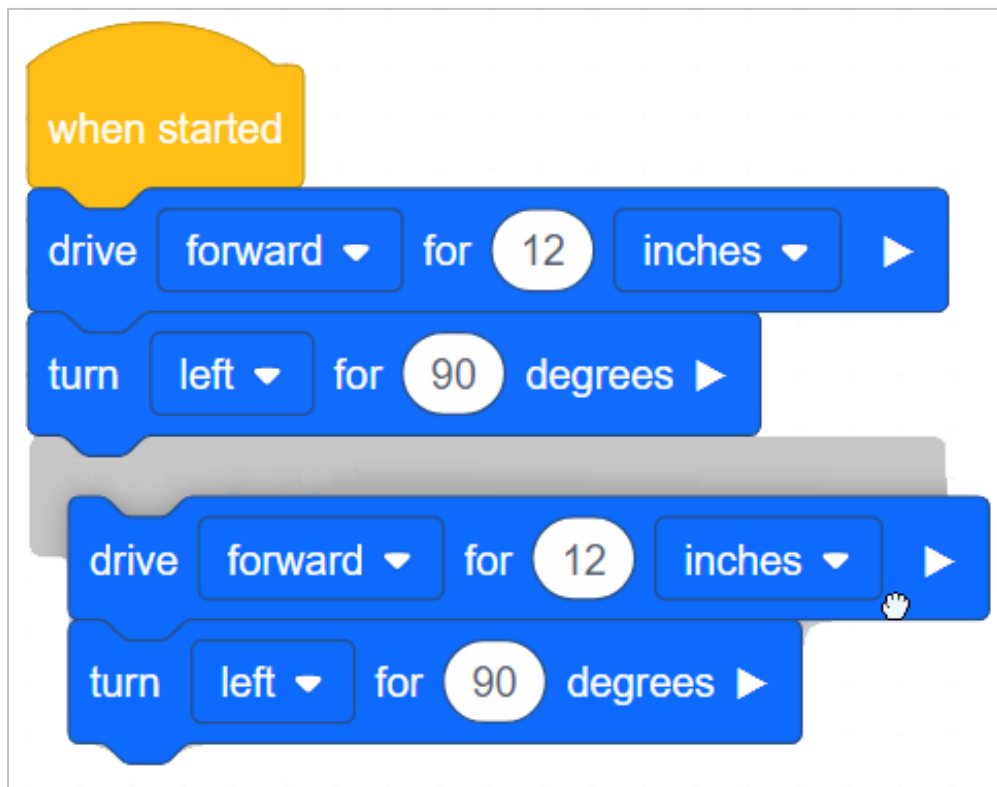 when started
drive forward for 12 inches
turn left for 90 degrees
drive forward for 12 inches
turn left for 90 degrees